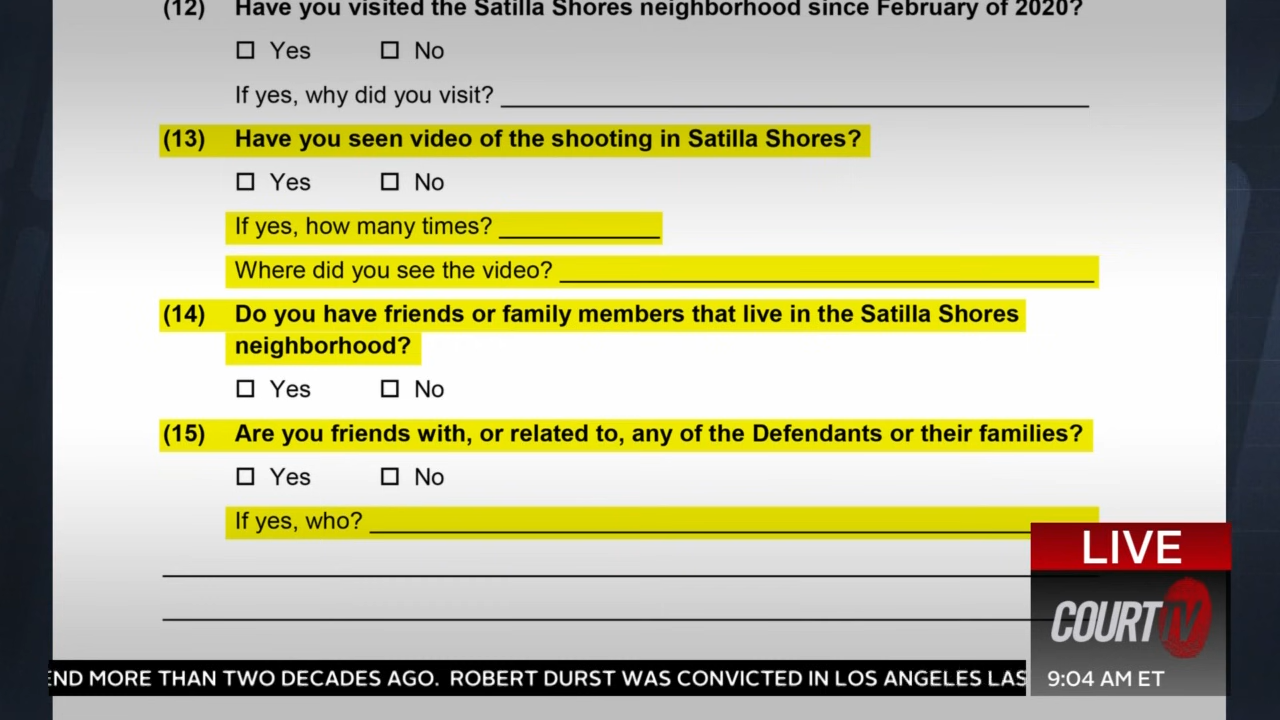 (12) Have you visited the Satilla Shores neighborhood since February of 2020?
☐ Yes ☐ No
If yes, why did you visit? ____________________
(13) Have you seen video of the shooting in Satilla Shores?
☐ Yes ☐ No
If yes, how many times? __________
Where did you see the video? ____________________
(14) Do you have friends or family members that live in the Satilla Shores
neighborhood?
☐ Yes ☐ No
(15) Are you friends with, or related to, any of the Defendants or their families?
☐ Yes ☐ No
If yes, who? ____________________
LIVE
COURT TV
9:04 AM ET
END MORE THAN TWO DECADES AGO. ROBERT DURST WAS CONVICTED IN LOS ANGELES LAS